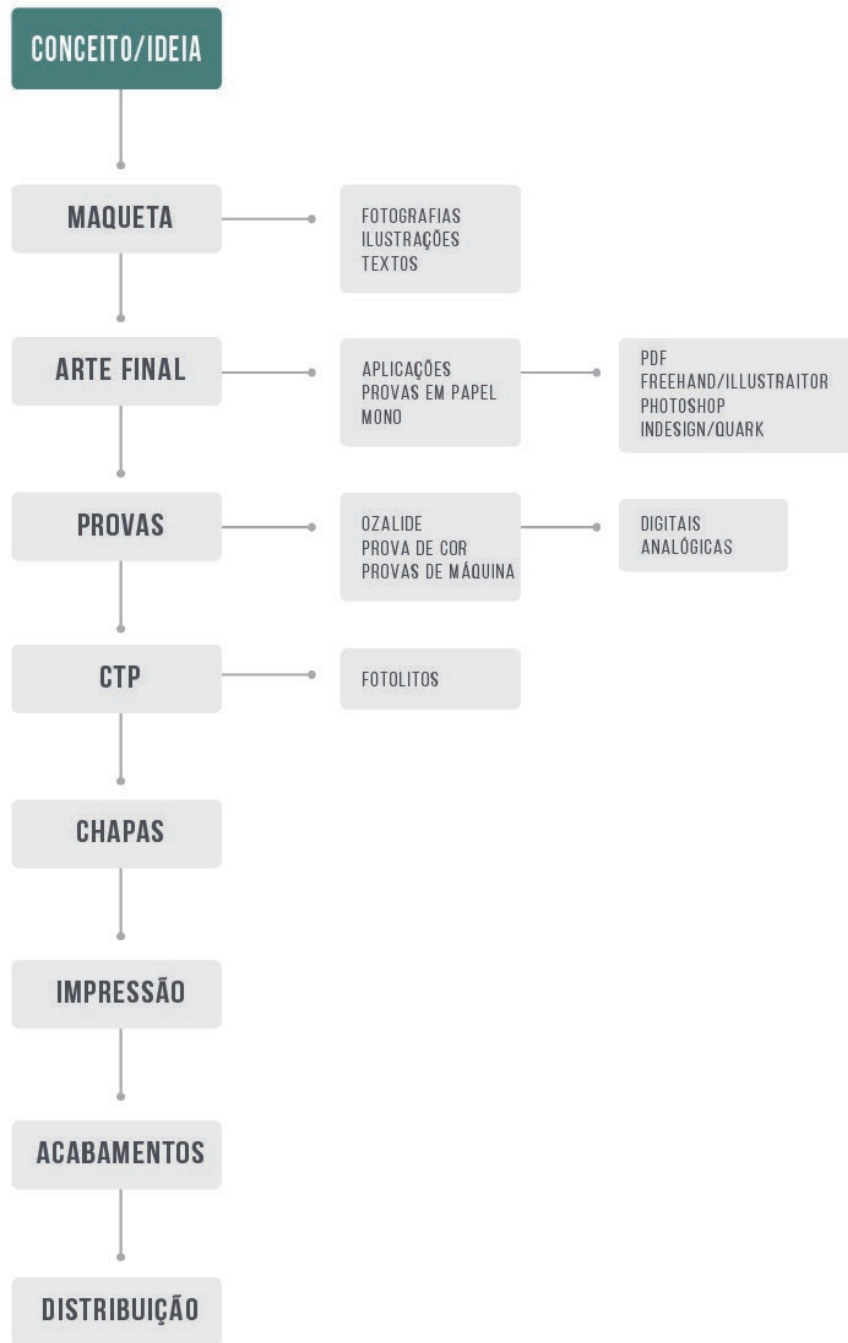 CONCEITO/IDEIA
MAQUETA
FOTOGRAFIAS
ILUSTRAÇÕES
TEXTOS
ARTE FINAL
APLICAÇÕES
PROVAS EM PAPEL
MONO
PDF
FREEHAND/ILLUSTRAITOR
PHOTOSHOP
INDESIGN/QUARK
PROVAS
OZALIDE
PROVA DE COR
PROVAS DE MÁQUINA
DIGITAIS
ANALÓGICAS
CTP
FOTOLITOS
CHAPAS
IMPRESSÃO
ACABAMENTOS
DISTRIBUIÇÃO